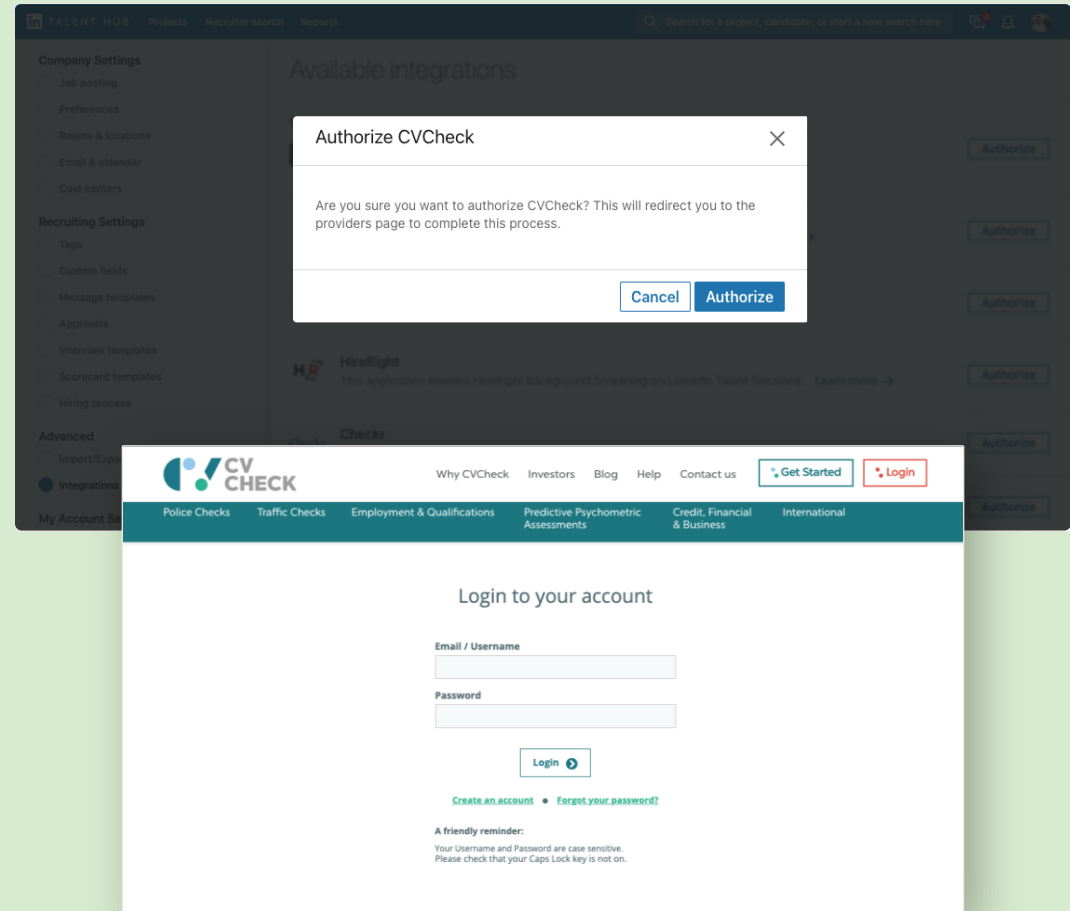 in TALENT HUB Projects Recruiter search Reports
Search for a project, candidate, or start a new search here
Company Settings
Job posting
Preferences
Rooms & locations
Email & calendar
Cost centers
Recruiting Settings
Tags
Custom fields
Message templates
Approvals
Interview templates
Scorecard templates
Hiring process
Advanced
Import/Expo
Integrations
My Account Se
Available integrations
Authorize
Authorize
Authorize
HireRight
This application enables HireRight Background Screening on LinkedIn Talent Solutions. Learn more →
Authorize
Checkr
Checkr
Authorize
Authorize
Authorize CVCheck
Are you sure you want to authorize CVCheck? This will redirect you to the
providers page to complete this process.
Cancel Authorize
CV
CHECK
Why CVCheck Investors Blog Help Contact us Get Started Login
Police Checks Traffic Checks Employment & Qualifications Predictive Psychometric Credit, Financial International
Assessments & Business
Login to your account
Email / Username
Password
Login
Create an account • Forgot your password?
A friendly reminder:
Your Username and Password are case sensitive.
Please check that your Caps Lock key is not on.